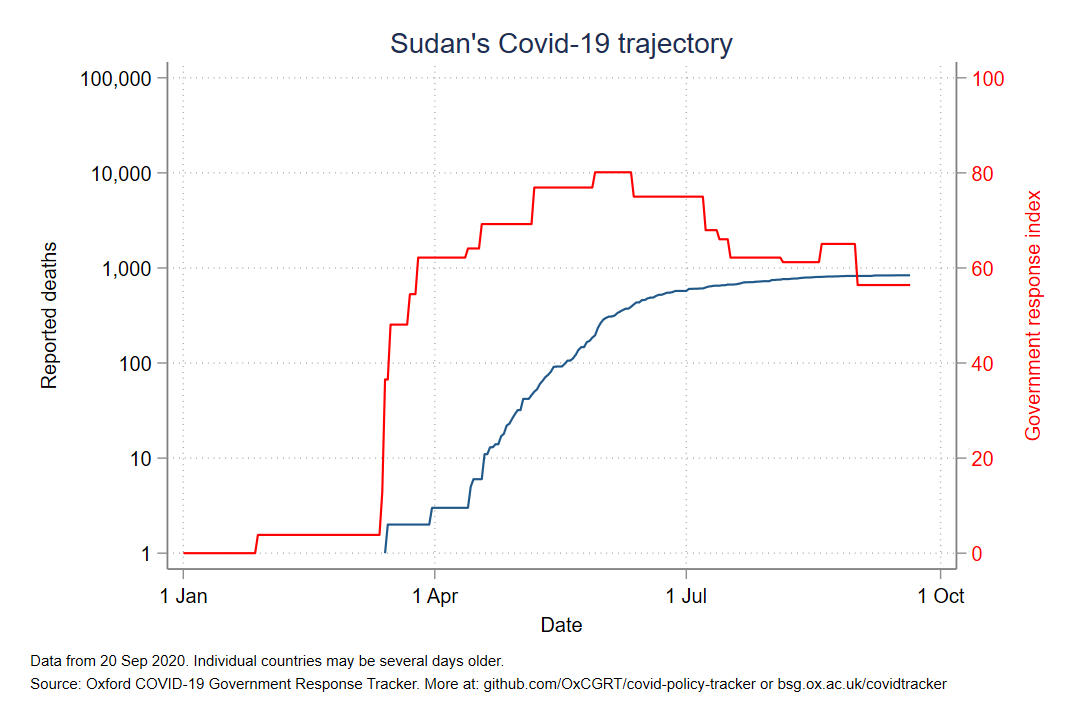 Sudan's Covid-19 trajectory
100,000
10,000
1,000
100
10
1
Reported deaths
100
80
60
40
20
0
Government response index
1 Jan 1 Apr 1 Jul 1 Oct
Date
Data from 20 Sep 2020. Individual countries may be several days older.
Source: Oxford COVID-19 Government Response Tracker. More at: github.com/OxCGRT/covid-policy-tracker or bsg.ox.ac.uk/covidtracker